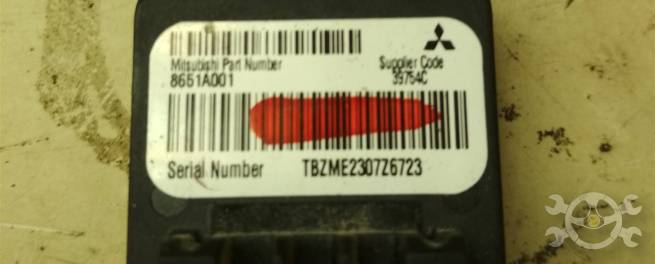 Mitsubishi Part Number
8651A001
Supplier Code
39754C
Serial Number TBZME2307Z6723